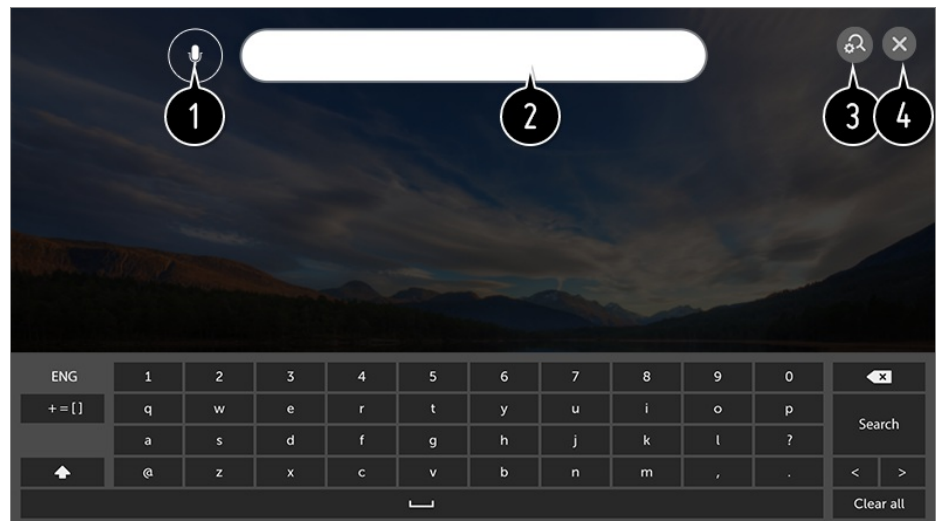 1 2 3 4
ENG 1 2 3 4 5 6 7 8 9 0
+=[] q w e r t y u i o p
Search
a s d f g h j k l ?
@ z x c v b n m , . < >
Clear all